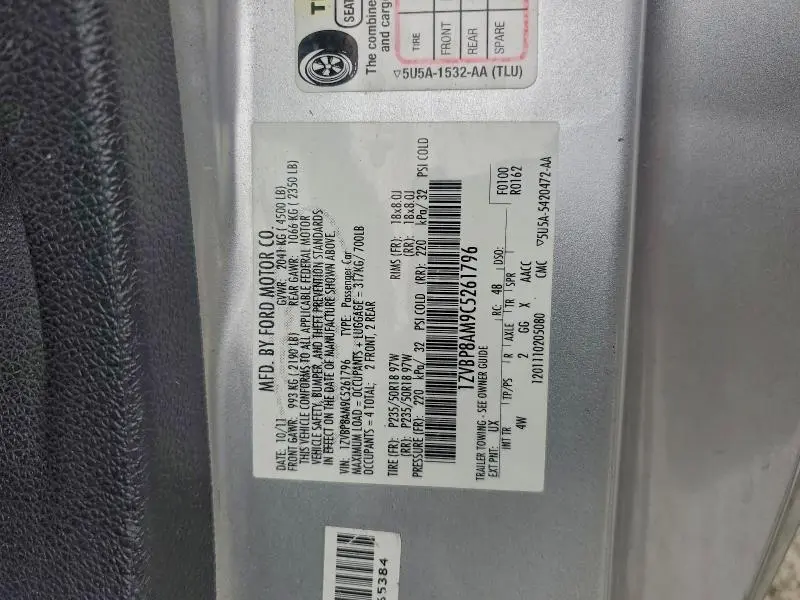 SEAT
The combine
and carg
TIRE
FRONT
REAR
SPARE
▽5U5A-1532-AA (TLU)
MFD. BY FORD MOTOR CO.
DATE: 10/11 GVWR: 2041 KG ( 4500 LB)
FRONT GAWR: 993 KG ( 2190 LB) REAR GAWR: 1066 KG ( 2350 LB)
THIS VEHICLE CONFORMS TO ALL APPLICABLE FEDERAL MOTOR
VEHICLE SAFETY, BUMPER, AND THEFT PREVENTION STANDARDS
IN EFFECT ON THE DATE OF MANUFACTURE SHOWN ABOVE.
VIN: 1ZVBP8AM9C5261796 TYPE: Passenger Car
MAXIMUM LOAD = OCCUPANTS + LUGGAGE = 317KG/ 700LB
OCCUPANTS = 4 TOTAL; 2 FRONT, 2 REAR
TIRE (FR): P235/50R18 97W RIMS (FR): 18x8.0J
(RR): P235/50R18 97W (RR): 18x8.0J
PRESSURE (FR): 220 kPa/ 32 PSI COLD (RR): 220 kPa/ 32 PSI COLD
1ZVBP8AM9C5261796
TRAILER TOWING - SEE OWNER GUIDE F0100
EXT PNT: UX RC: 48 DSO: R0162
INT TR TP/PS R AXLE TR SPR
4W 2 GG X AACC
1201110205080 CMC ▽5U5A-5420472-AA
65384